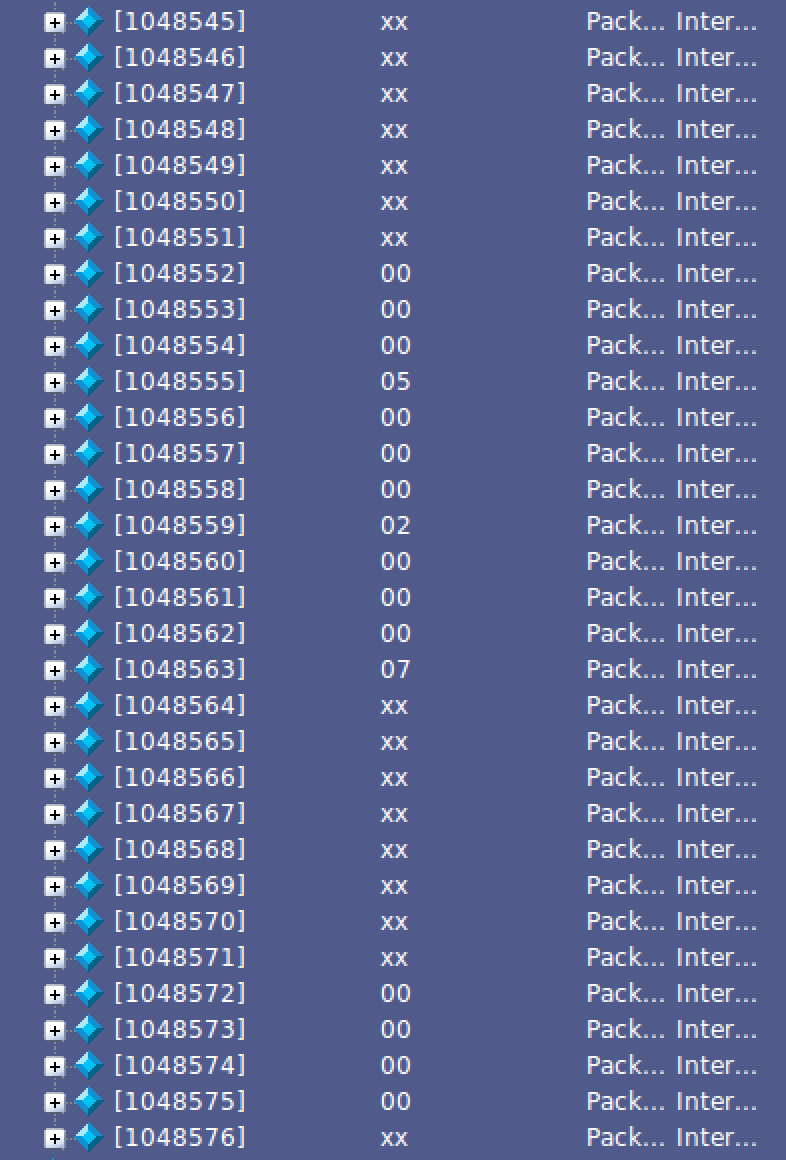 [1048545] xx Pack... Inter...
[1048546] xx Pack... Inter...
[1048547] xx Pack... Inter...
[1048548] xx Pack... Inter...
[1048549] xx Pack... Inter...
[1048550] xx Pack... Inter...
[1048551] xx Pack... Inter...
[1048552] 00 Pack... Inter...
[1048553] 00 Pack... Inter...
[1048554] 00 Pack... Inter...
[1048555] 05 Pack... Inter...
[1048556] 00 Pack... Inter...
[1048557] 00 Pack... Inter...
[1048558] 00 Pack... Inter...
[1048559] 02 Pack... Inter...
[1048560] 00 Pack... Inter...
[1048561] 00 Pack... Inter...
[1048562] 00 Pack... Inter...
[1048563] 07 Pack... Inter...
[1048564] xx Pack... Inter...
[1048565] xx Pack... Inter...
[1048566] xx Pack... Inter...
[1048567] xx Pack... Inter...
[1048568] xx Pack... Inter...
[1048569] xx Pack... Inter...
[1048570] xx Pack... Inter...
[1048571] xx Pack... Inter...
[1048572] 00 Pack... Inter...
[1048573] 00 Pack... Inter...
[1048574] 00 Pack... Inter...
[1048575] 00 Pack... Inter...
[1048576] xx Pack... Inter...